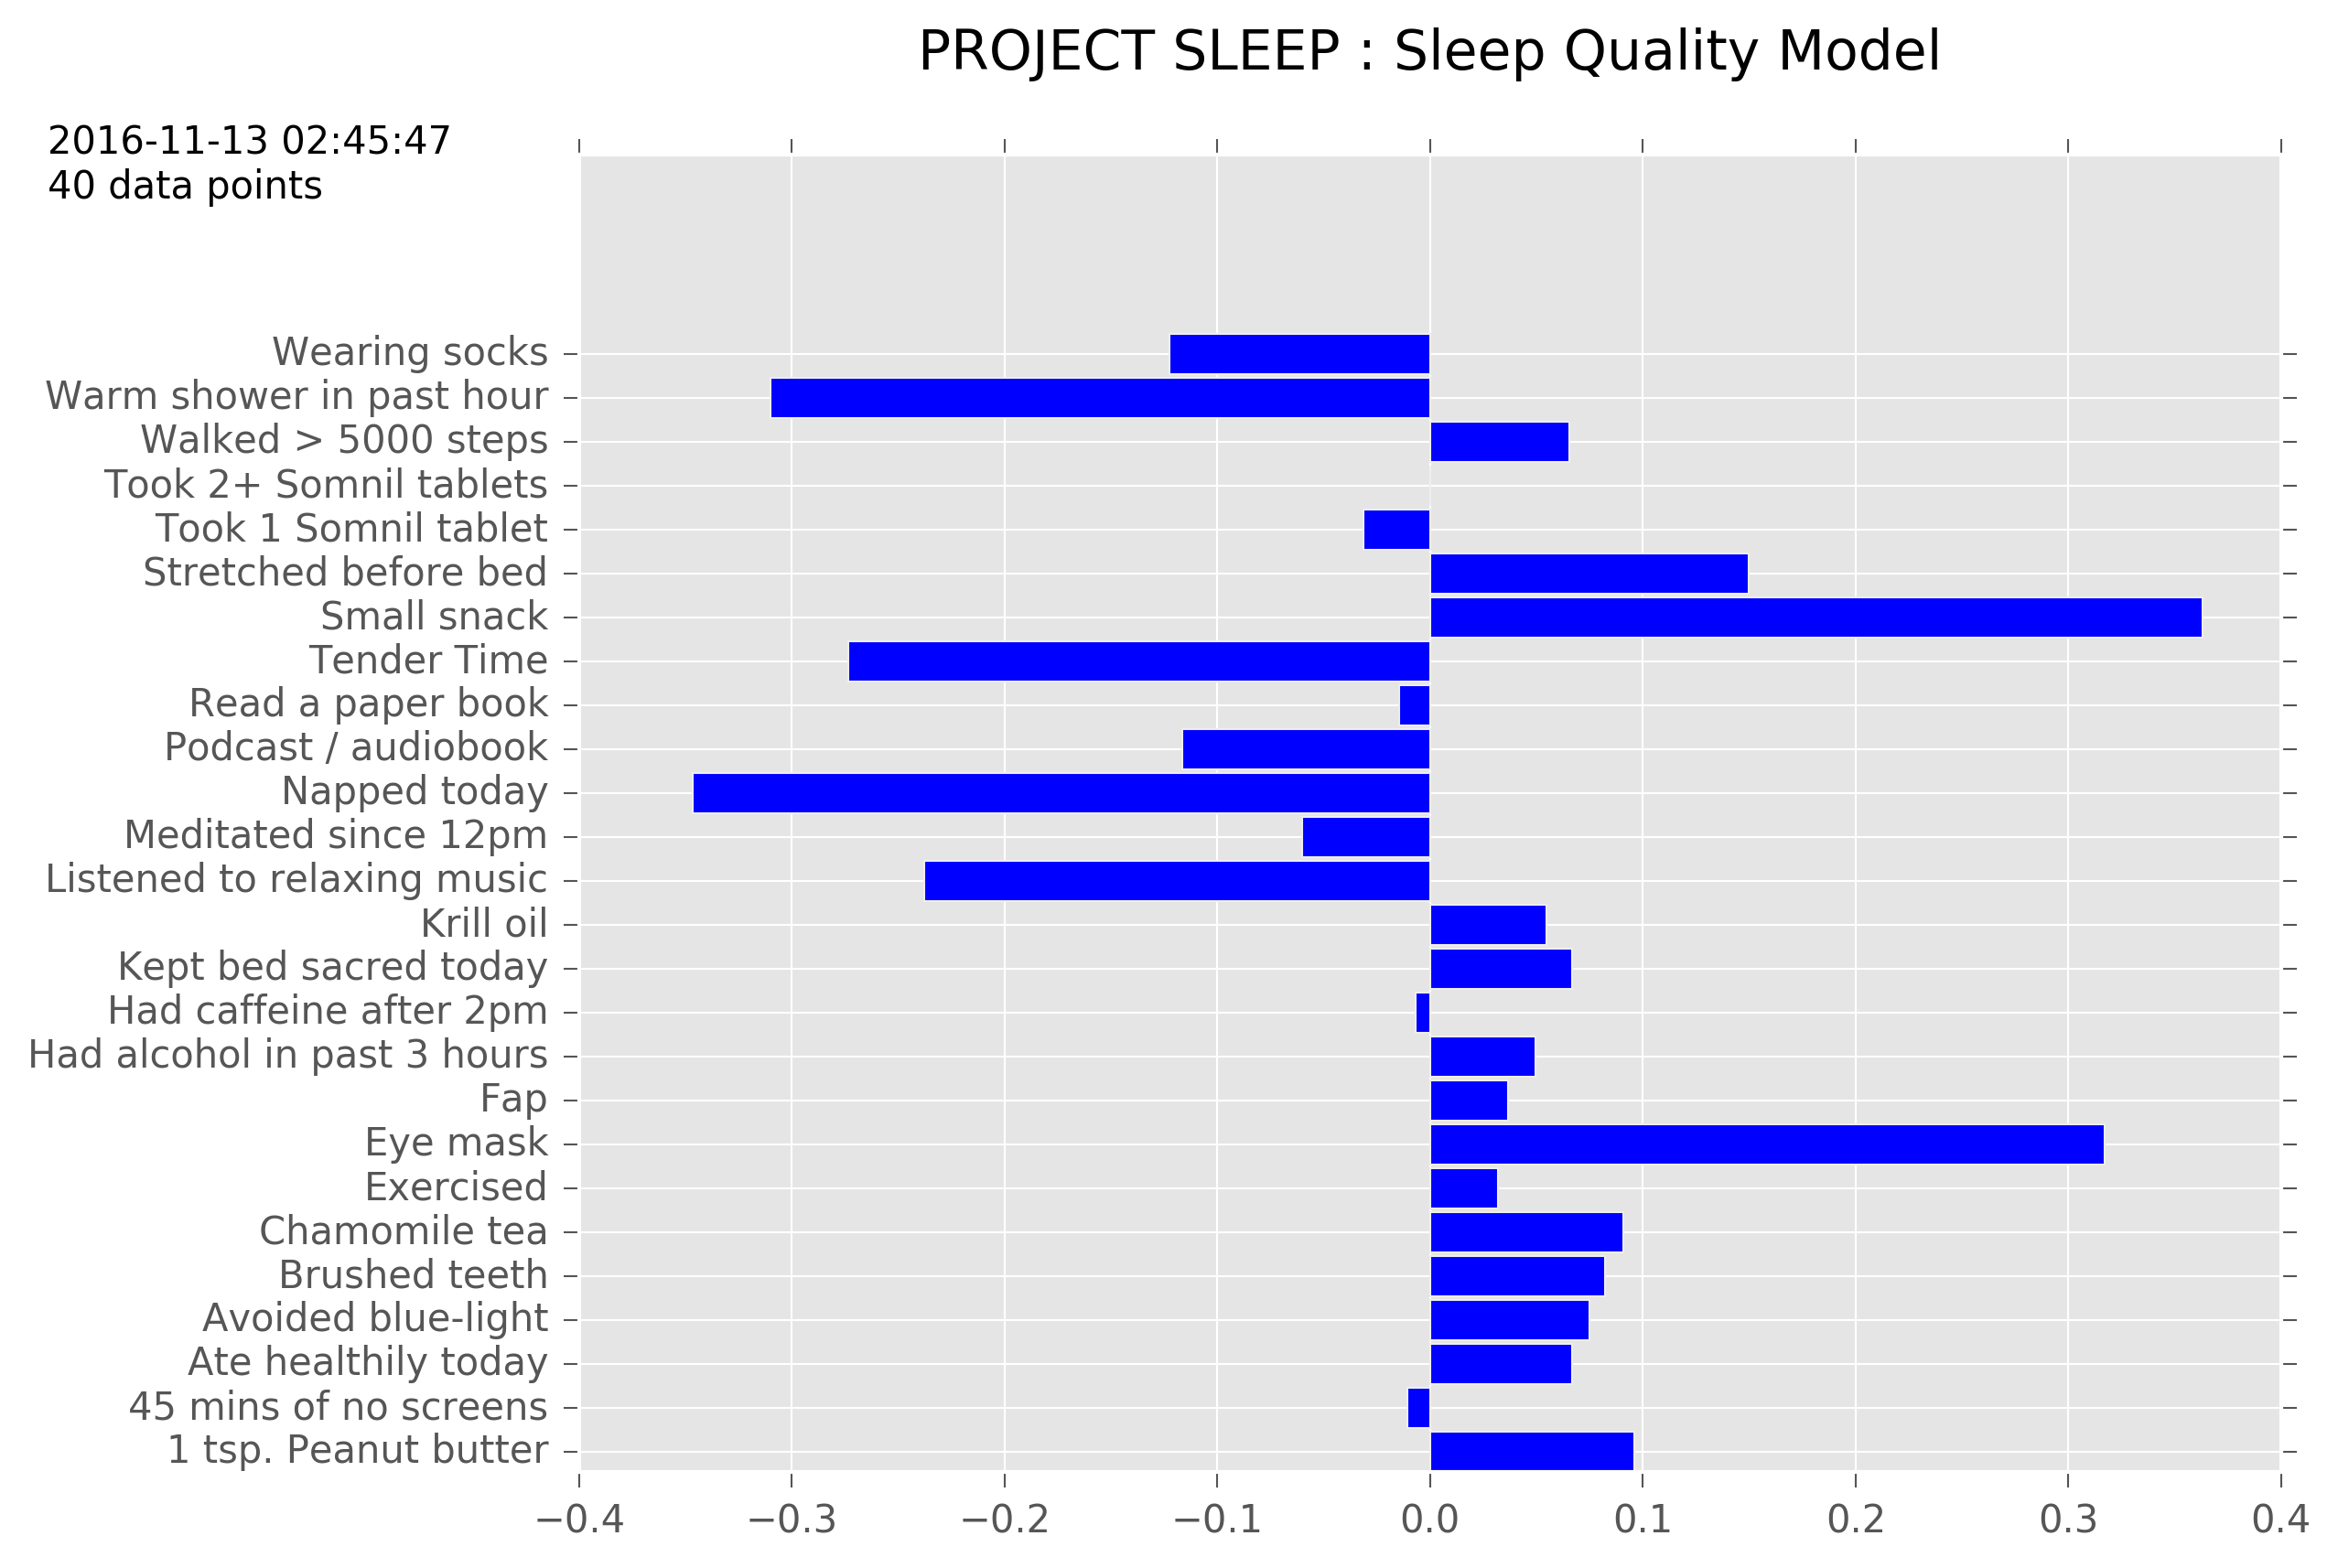 PROJECT SLEEP : Sleep Quality Model
2016-11-13 02:45:47
40 data points
Wearing socks
Warm shower in past hour
Walked > 5000 steps
Took 2+ Somnil tablets
Took 1 Somnil tablet
Stretched before bed
Small snack
Tender Time
Read a paper book
Podcast / audiobook
Napped today
Meditated since 12pm
Listened to relaxing music
Krill oil
Kept bed sacred today
Had caffeine after 2pm
Had alcohol in past 3 hours
Fap
Eye mask
Exercised
Chamomile tea
Brushed teeth
Avoided blue-light
Ate healthily today
45 mins of no screens
1 tsp. Peanut butter
−0.4 −0.3 −0.2 −0.1 0.0 0.1 0.2 0.3 0.4